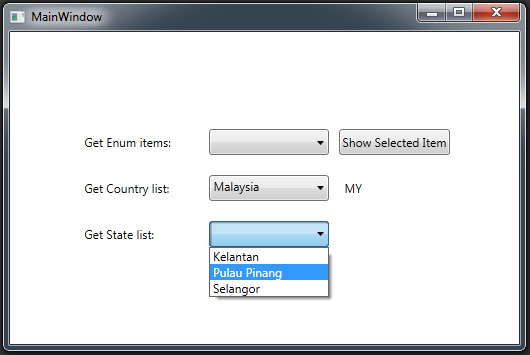 MainWindow
Get Enum items:
Show Selected Item
Get Country list:
Malaysia
MY
Get State list:
Kelantan
Pulau Pinang
Selangor